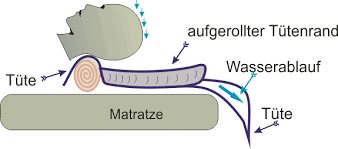 aufgerollter Tütenrand
Wasserablauf
Tüte
Tüte
Matratze